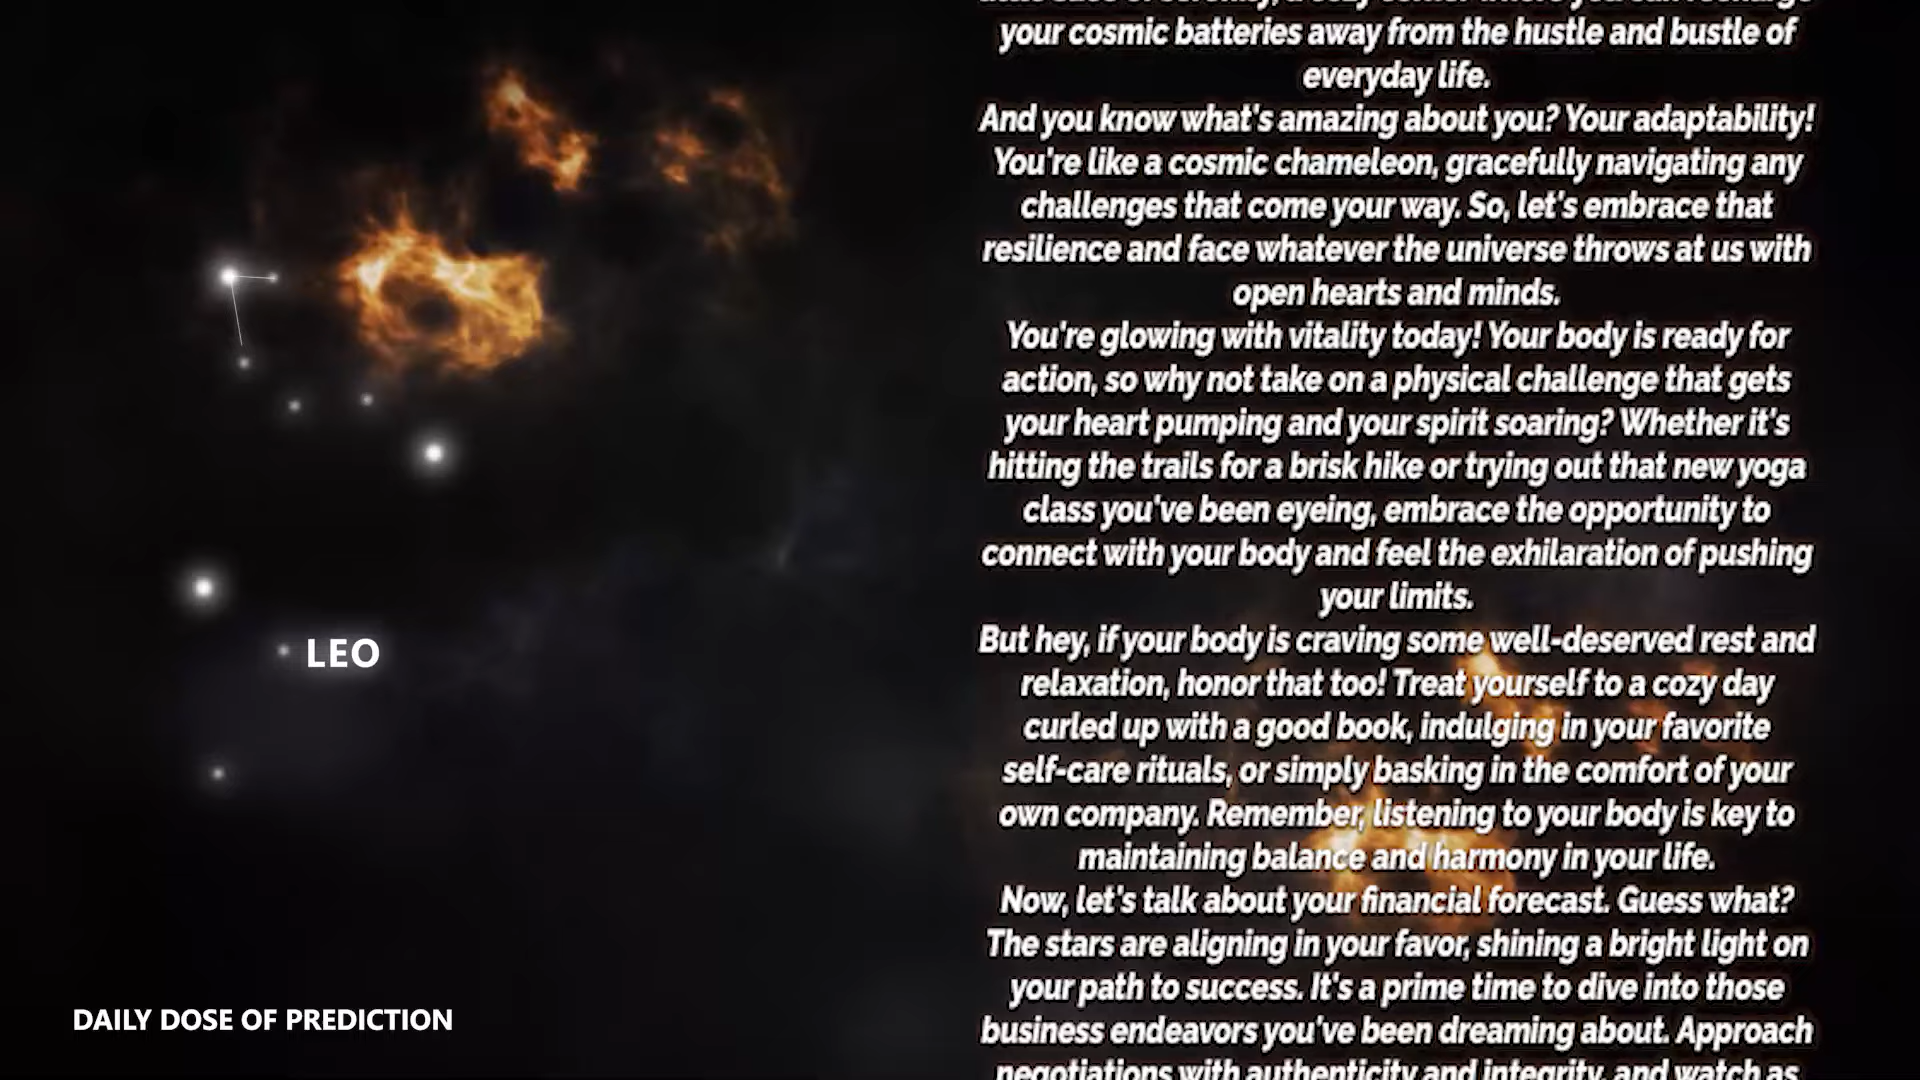 your cosmic batteries away from the hustle and bustle of
everyday life.
And you know what's amazing about you? Your adaptability!
You're like a cosmic chameleon, gracefully navigating any
challenges that come your way. So, let's embrace that
resilience and face whatever the universe throws at us with
open hearts and minds.
You're glowing with vitality today! Your body is ready for
action, so why not take on a physical challenge that gets
your heart pumping and your spirit soaring? Whether it's
hitting the trails for a brisk hike or trying out that new yoga
class you've been eyeing, embrace the opportunity to
connect with your body and feel the exhilaration of pushing
your limits.
But hey, if your body is craving some well-deserved rest and
relaxation, honor that too! Treat yourself to a cozy day
curled up with a good book, indulging in your favorite
self-care rituals, or simply basking in the comfort of your
own company. Remember, listening to your body is key to
maintaining balance and harmony in your life.
Now, let's talk about your financial forecast. Guess what?
The stars are aligning in your favor, shining a bright light on
your path to success. It's a prime time to dive into those
business endeavors you've been dreaming about. Approach
negotiations with authenticity and integrity, and watch as
LEO
DAILY DOSE OF PREDICTION